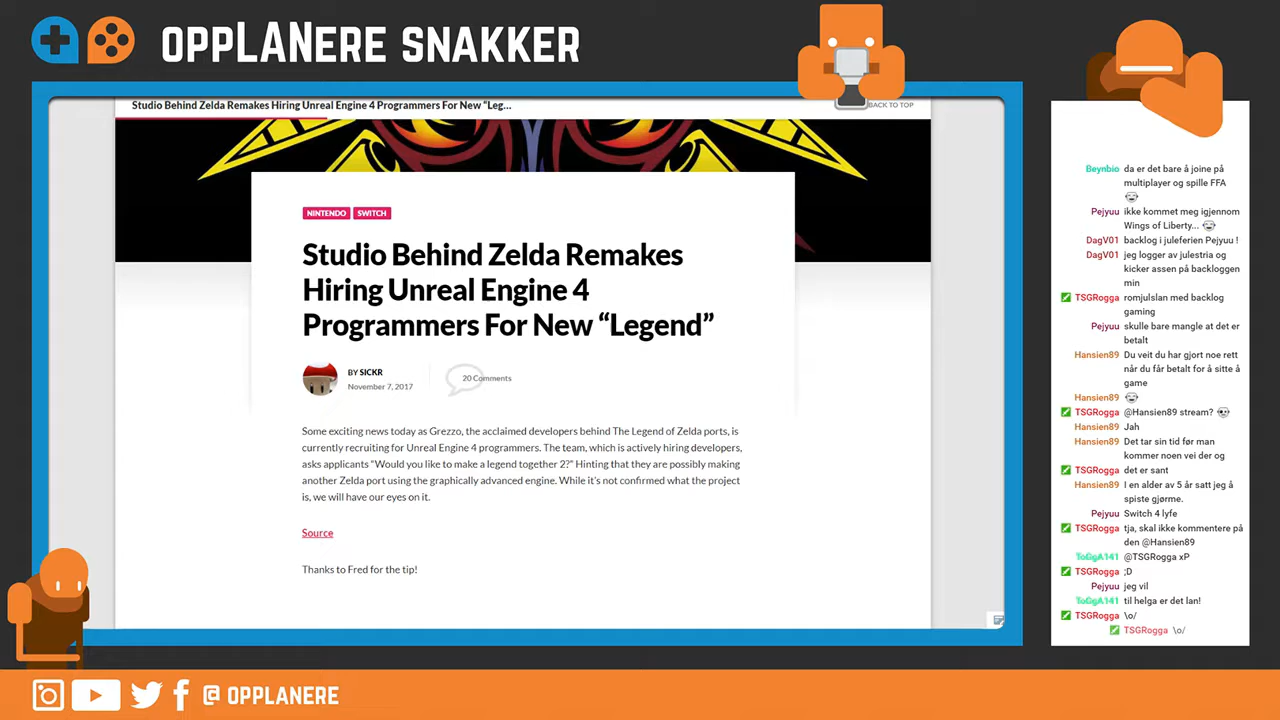 OPPLANERE SNAKKER
Studio Behind Zelda Remakes Hiring Unreal Engine 4 Programmers For New “Leg...
BACK TO TOP
NINTENDO SWITCH
Studio Behind Zelda Remakes
Hiring Unreal Engine 4
Programmers For New “Legend”
BY SICKR
November 7, 2017
20 Comments
Some exciting news today as Grezzo, the acclaimed developers behind The Legend of Zelda ports, is
currently recruiting for Unreal Engine 4 programmers. The team, which is actively hiring developers,
asks applicants “Would you like to make a legend together 2?” Hinting that they are possibly making
another Zelda port using the graphically advanced engine. While it’s not confirmed what the project
is, we will have our eyes on it.
Source
Thanks to Fred for the tip!
Beynbio da er det bare å joine på
multiplayer og spille FFA
Pejyuu ikke kommet meg igjennom
Wings of Liberty...
DagV01 backlog i juleferien Pejyuu !
DagV01 jeg logger av julestria og
kicker assen på backloggen
min
TSGRogga romjulslan med backlog
gaming
Pejyuu skulle bare mangle at det er
betalt
Hansien89 Du veit du har gjort noe rett
når du får betalt for å sitte å
game
Hansien89
TSGRogga @Hansien89 stream?
Hansien89 Jah
Hansien89 Det tar sin tid før man
kommer noen vei der og
TSGRogga det er sant
Hansien89 I en alder av 5 år satt jeg å
spiste gjørme.
Pejyuu Switch 4 lyfe
TSGRogga tja, skal ikke kommentere på
den @Hansien89
ToGgA141 @TSGRogga xP
TSGRogga ;D
Pejyuu jeg vil
ToGgA141 til helga er det lan!
TSGRogga \o/
TSGRogga \o/
@ OPPLANERE